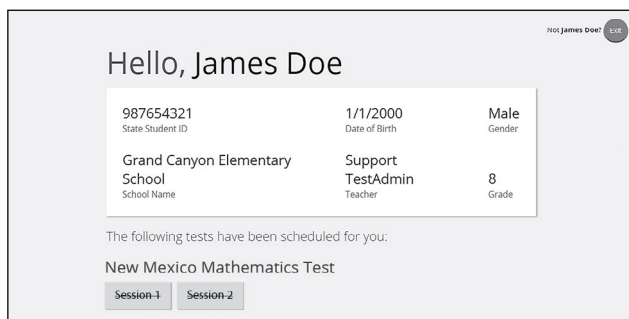 Not James Doe? EXIT
Hello, James Doe
987654321 1/1/2000 Male
State Student ID Date of Birth Gender
Grand Canyon Elementary Support
School TestAdmin 8
School Name Teacher Grade
The following tests have been scheduled for you:
New Mexico Mathematics Test
Session 1 Session 2